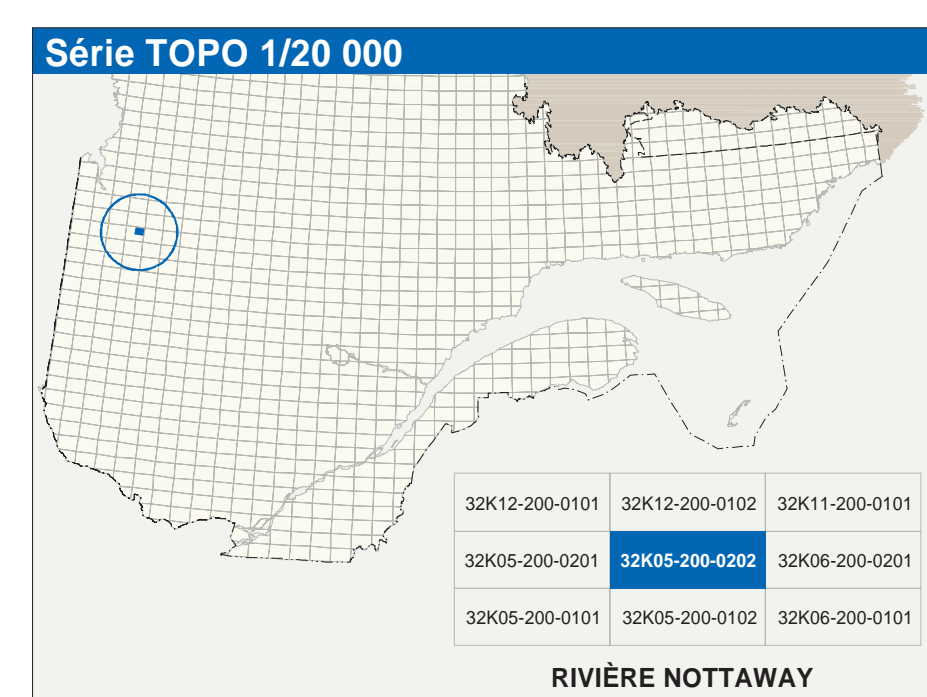 Série TOPO 1/20 000
32K12-200-0101 32K12-200-0102 32K11-200-0101
32K05-200-0201 32K05-200-0202 32K06-200-0201
32K05-200-0101 32K05-200-0102 32K06-200-0101
RIVIÈRE NOTTAWAY